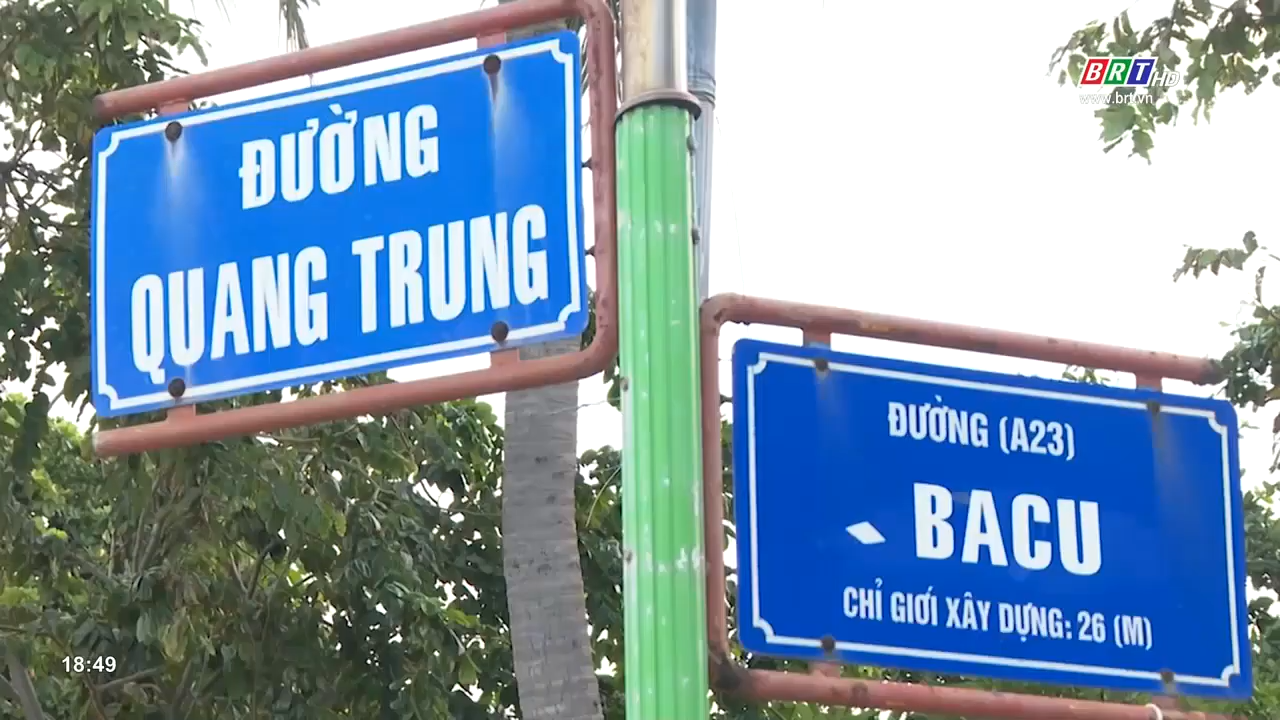 ĐƯỜNG
QUANG TRUNG
BRT HD
www.brt.vn
ĐƯỜNG (A23)
BACU
CHỈ GIỚI XÂY DỰNG: 26 (M)
18:49